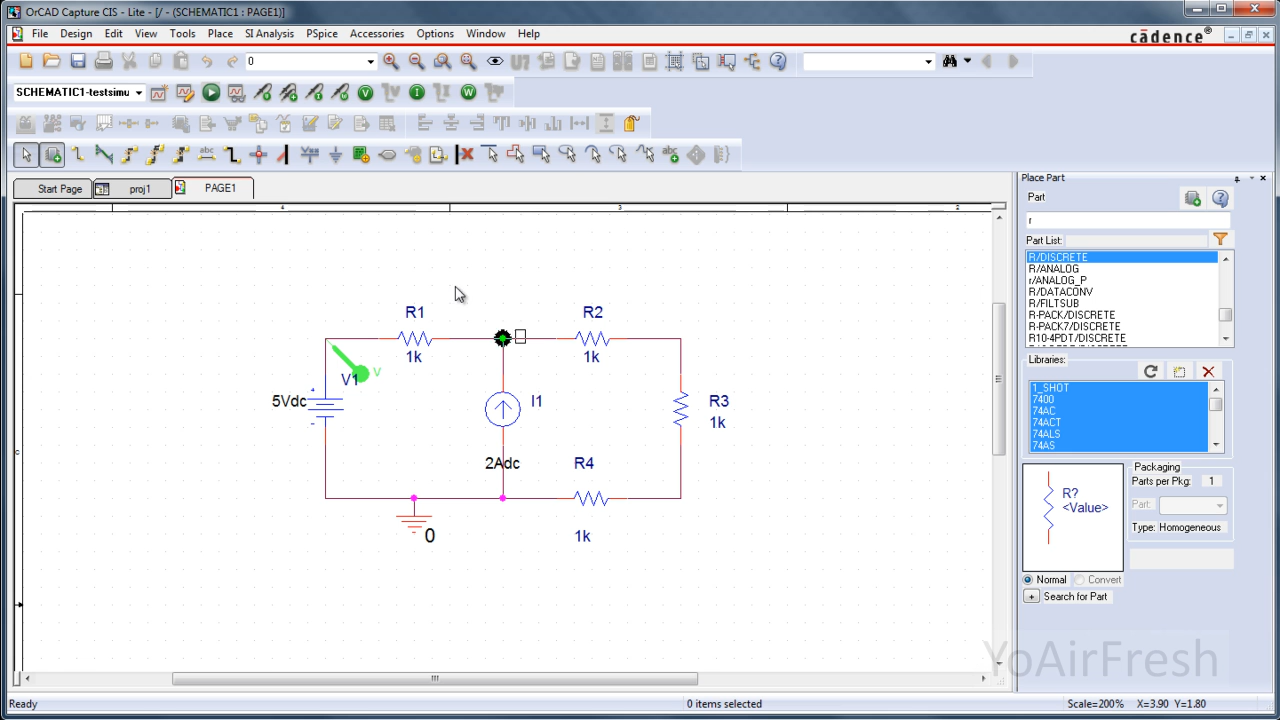 OrCAD Capture CIS - Lite - [/ - (SCHEMATIC1 : PAGE1)]
File Design Edit View Tools Place SI Analysis PSpice Accessories Options Window Help
cādence®
0
SCHEMATIC1-testsimu
Start Page proj1 PAGE1
4 3 2
C
R1
1k
R2
1k
V
V1
5Vdc
I1
2Adc
R3
1k
R4
1k
0
Place Part
Part
r
Part List:
R/DISCRETE
R/ANALOG
r/ANALOG_P
R/DATACONV
R/FILTSUB
R-PACK/DISCRETE
R-PACK7/DISCRETE
R10-4PDT/DISCRETE
Libraries:
1_SHOT
7400
74AC
74ACT
74ALS
74AS
R?
<Value>
Packaging
Parts per Pkg: 1
Part:
Type: Homogeneous
Normal Convert
+ Search for Part
YoAirFresh
Ready 0 items selected Scale=200% X=3.90 Y=1.80